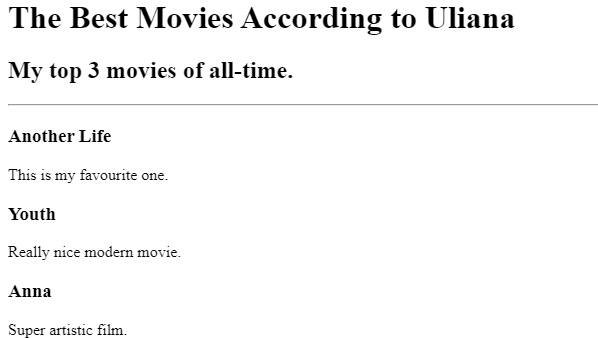 The Best Movies According to Uliana
My top 3 movies of all-time.
Another Life
This is my favourite one.
Youth
Really nice modern movie.
Anna
Super artistic film.